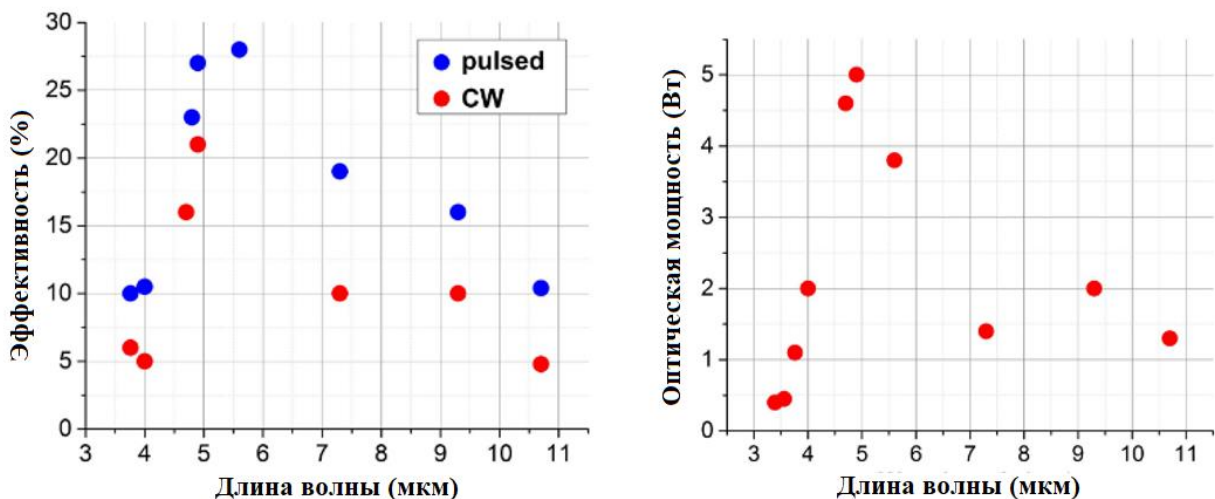 30
25
20
15
10
5
0
Эффективность (%)
pulsed
CW
3 4 5 6 7 8 9 10 11
Длина волны (мкм)
5
4
3
2
1
0
Оптическая мощность (Вт)
3 4 5 6 7 8 9 10 11
Длина волны (мкм)